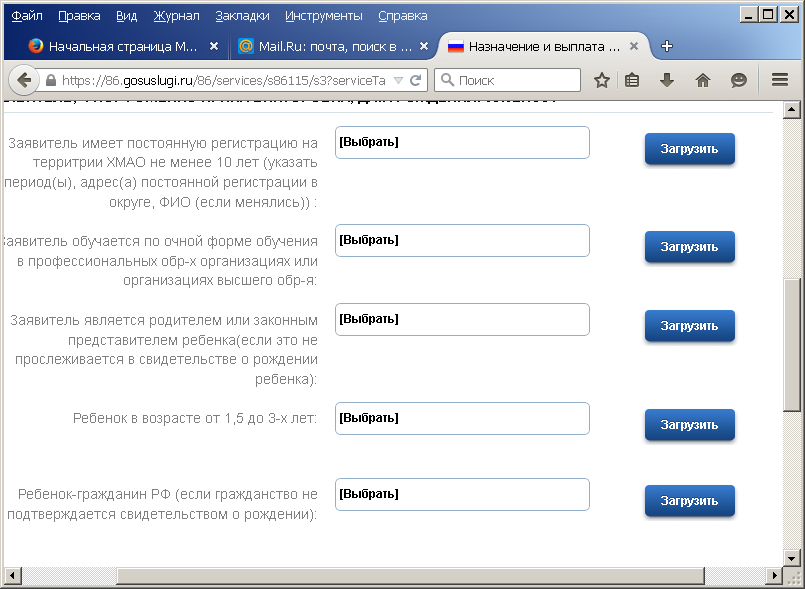 Файл Правка Вид Журнал Закладки Инструменты Справка
Начальная страница M... Mail.Ru: почта, поиск в ... Назначение и выплата ...
https://86.gosuslugi.ru/86/services/s86115/s3?serviceTa Поиск
Заявитель имеет постоянную регистрацию на
территрии ХМАО не менее 10 лет (указать
период(ы), адрес(а) постоянной регистрации в
округе, ФИО (если менялись)) :
[Выбрать]
Загрузить
Заявитель обучается по очной форме обучения
в профессиональных обр-х организациях или
организациях высшего обр-я:
[Выбрать]
Загрузить
Заявитель является родителем или законным
представителем ребенка(если это не
прослеживается в свидетельстве о рождении
ребенка):
[Выбрать]
Загрузить
Ребенок в возрасте от 1,5 до 3-х лет:
[Выбрать]
Загрузить
Ребенок-гражданин РФ (если гражданство не
подтверждается свидетельством о рождении):
[Выбрать]
Загрузить